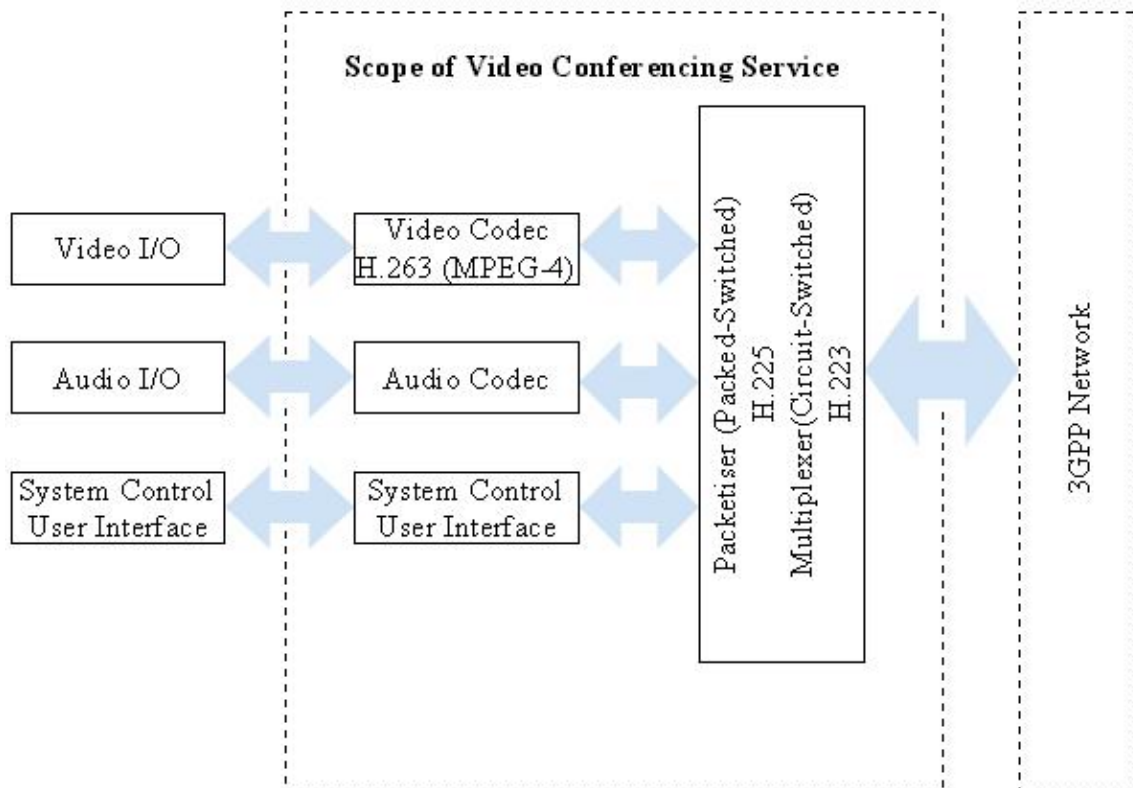 Scope of Video Conferencing Service
Video I/O
Video Codec
H.263 (MPEG-4)
Audio I/O
Audio Codec
System Control
User Interface
System Control
User Interface
Packetiser (Packed-Switched)
H.225
Multiplexer(Circuit-Switched)
H.223
3GPP Network